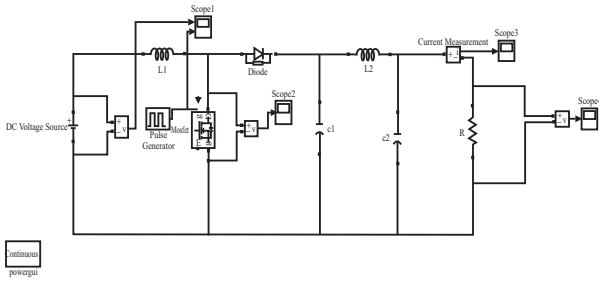 Scope1
Scope3
L1
Diode
L2
Current Measurement
+
i
-
Scope2
Scope
DC Voltage Source
+
+
-
v
Pulse
Generator
Mosfet
+
-
v
c1
c2
R
+
-
v
Continuous
powergui